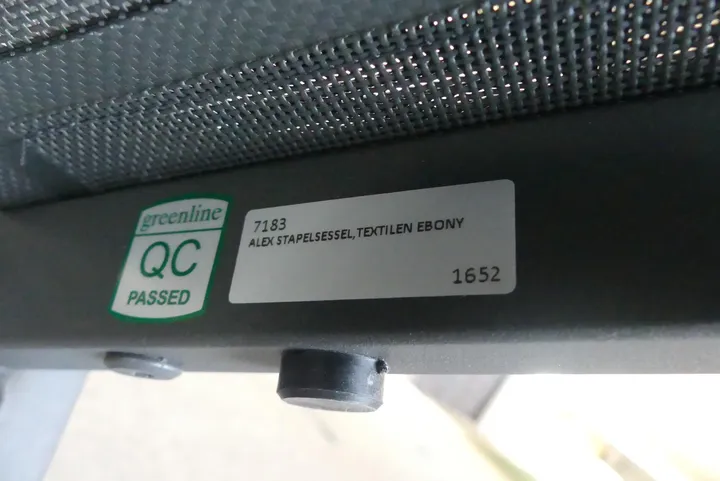 greenline
QC
PASSED
7183
ALEX STAPELSESSEL,TEXTILEN EBONY
1652